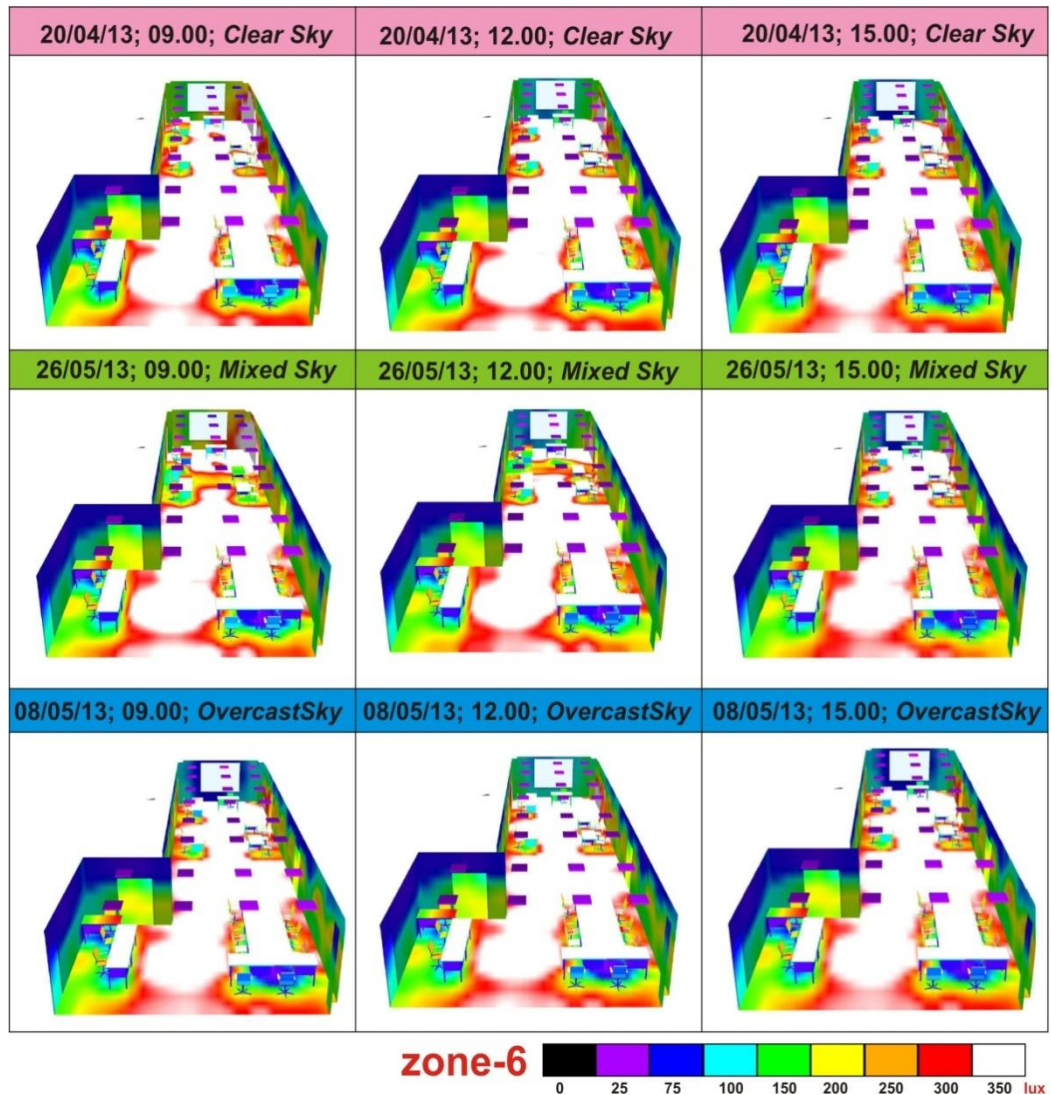 20/04/13; 09.00; Clear Sky
20/04/13; 12.00; Clear Sky
20/04/13; 15.00; Clear Sky
26/05/13; 09.00; Mixed Sky
26/05/13; 12.00; Mixed Sky
26/05/13; 15.00; Mixed Sky
08/05/13; 09.00; OvercastSky
08/05/13; 12.00; OvercastSky
08/05/13; 15.00; OvercastSky
zone-6
0 25 75 100 150 200 250 300 350 lux